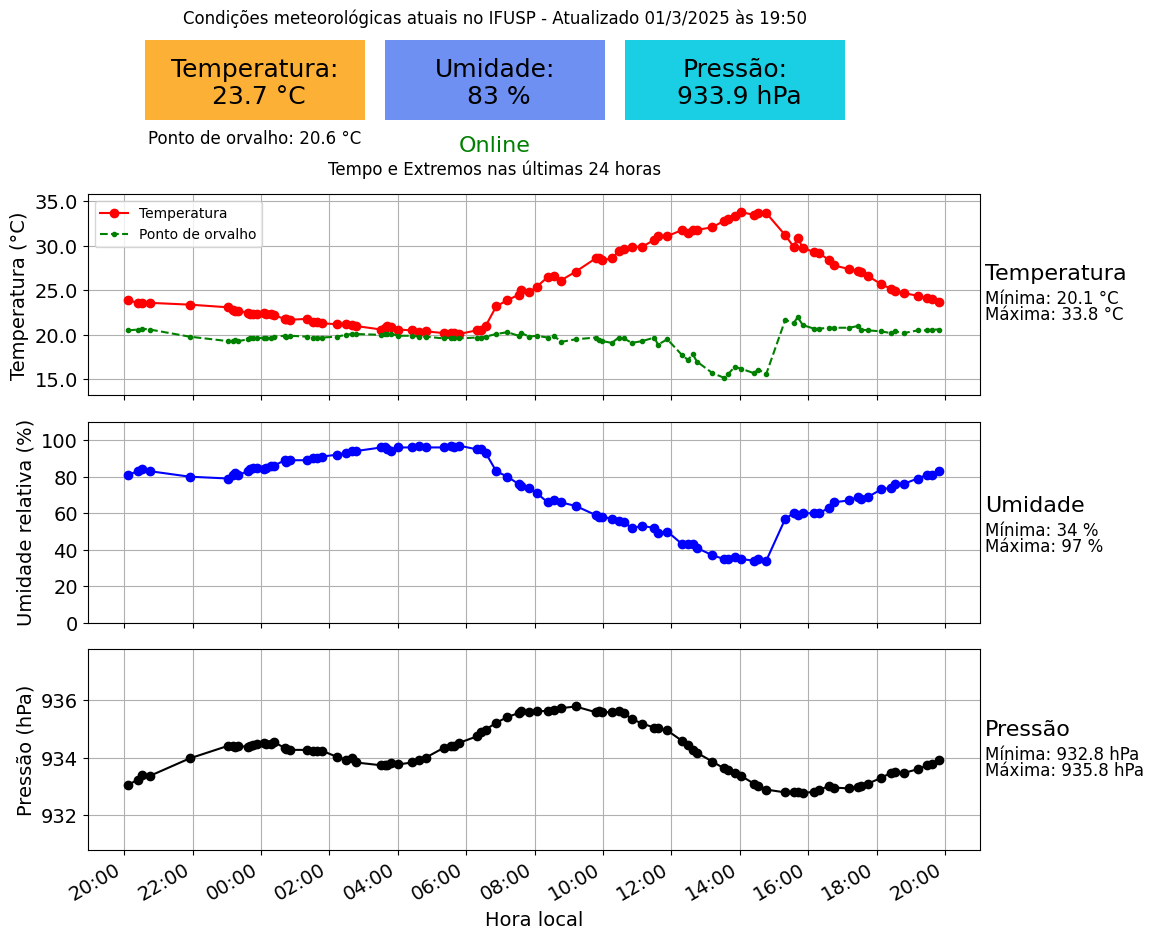 Condições meteorológicas atuais no IFUSP - Atualizado 01/3/2025 às 19:50
Temperatura:
23.7 °C
Umidade:
83 %
Pressão:
933.9 hPa
Ponto de orvalho: 20.6 °C
Online
Tempo e Extremos nas últimas 24 horas
Temperatura (°C)
35.0
30.0
25.0
20.0
15.0
Temperatura
Ponto de orvalho
Temperatura
Mínima: 20.1 °C
Máxima: 33.8 °C
Umidade relativa (%)
100
80
60
40
20
0
Umidade
Mínima: 34 %
Máxima: 97 %
Pressão (hPa)
936
934
932
Pressão
Mínima: 932.8 hPa
Máxima: 935.8 hPa
20:00 22:00 00:00 02:00 04:00 06:00 08:00 10:00 12:00 14:00 16:00 18:00 20:00
Hora local